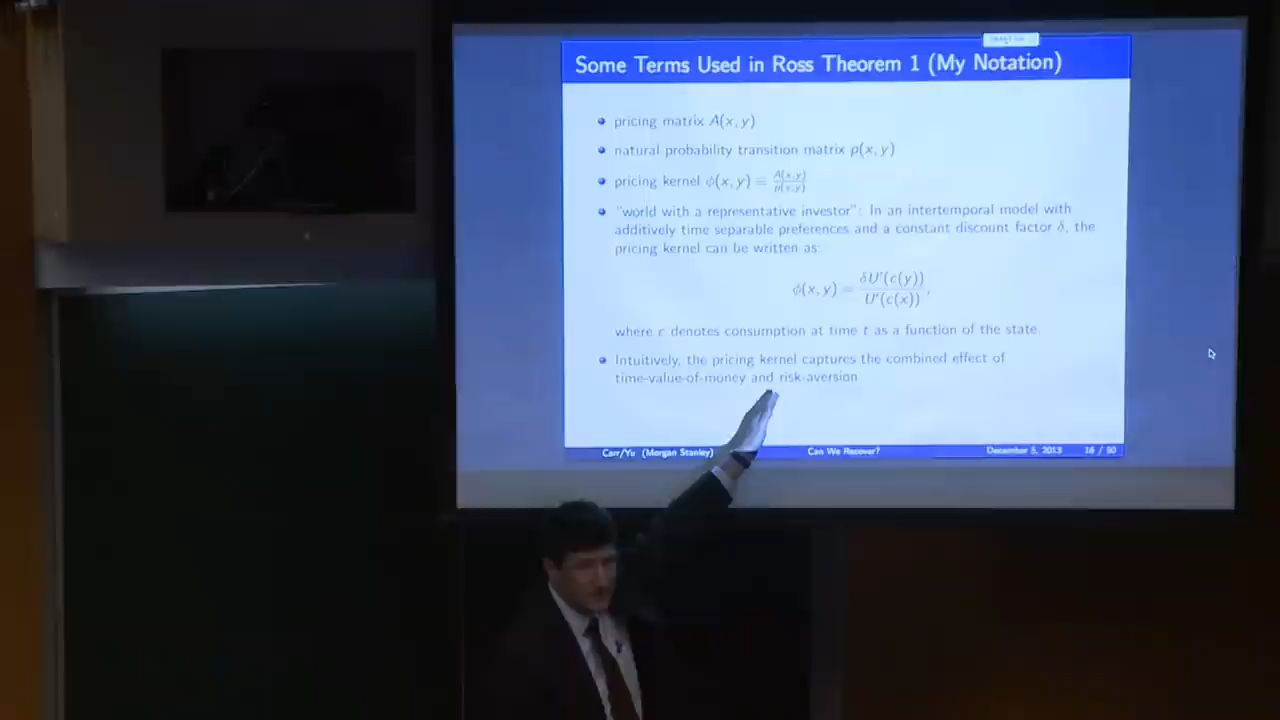 Some Terms Used in Ross Theorem 1 (My Notation)
pricing matrix A(x, y)
natural probability transition matrix p(x, y)
pricing kernel ϕ(x, y) ≡ A(x,y)/p(x,y)
"world with a representative investor": In an intertemporal model with
additively time separable preferences and a constant discount factor δ, the
pricing kernel can be written as:
ϕ(x, y) = δU′(c(y))/U′(c(x)),
where c denotes consumption at time t as a function of the state.
Intuitively, the pricing kernel captures the combined effect of
time-value-of-money and risk-aversion
Carr/Yu (Morgan Stanley) Can We Recover? December 5, 2013 16 / 50